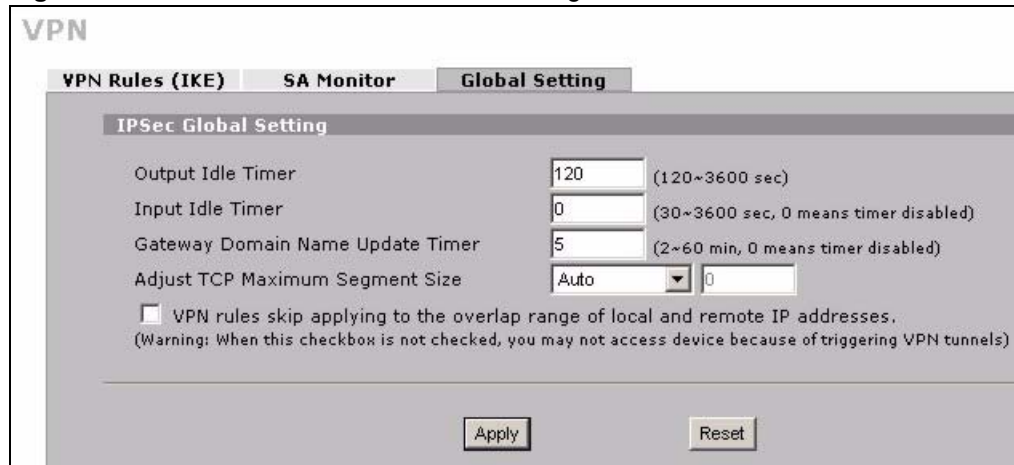 VPN
VPN Rules (IKE) SA Monitor Global Setting
IPSec Global Setting
Output Idle Timer 120 (120~3600 sec)
Input Idle Timer 0 (30~3600 sec, 0 means timer disabled)
Gateway Domain Name Update Timer 5 (2~60 min, 0 means timer disabled)
Adjust TCP Maximum Segment Size Auto 0
VPN rules skip applying to the overlap range of local and remote IP addresses.
(Warning: When this checkbox is not checked, you may not access device because of triggering VPN tunnels)
Apply Reset